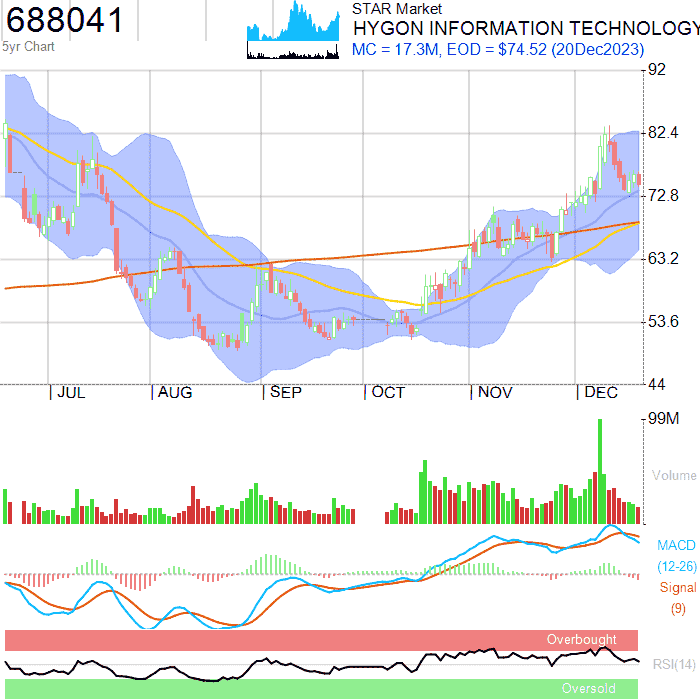 688041
5yr Chart
STAR Market
HYGON INFORMATION TECHNOLOGY
MC = 17.3M, EOD = $74.52 (20Dec2023)
92
82.4
72.8
63.2
53.6
44
JUL AUG SEP OCT NOV DEC
99M
Volume
MACD
(12-26)
Signal
(9)
Overbought
RSI(14)
Oversold